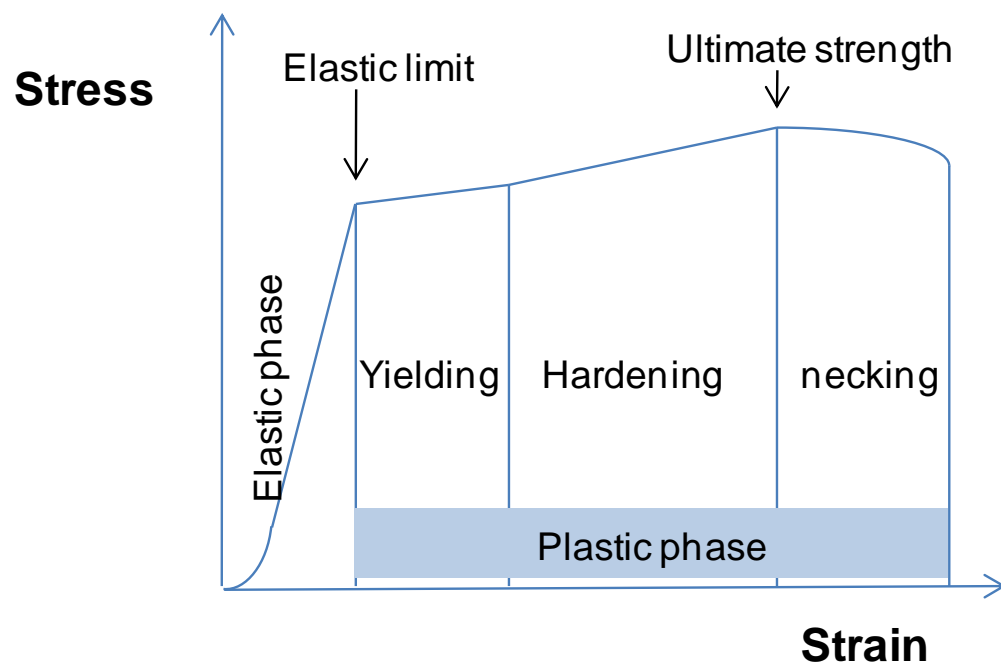 Ultimate strength
Elastic limit
Stress
Elastic phase
Yielding
Hardening
necking
Plastic phase
Strain